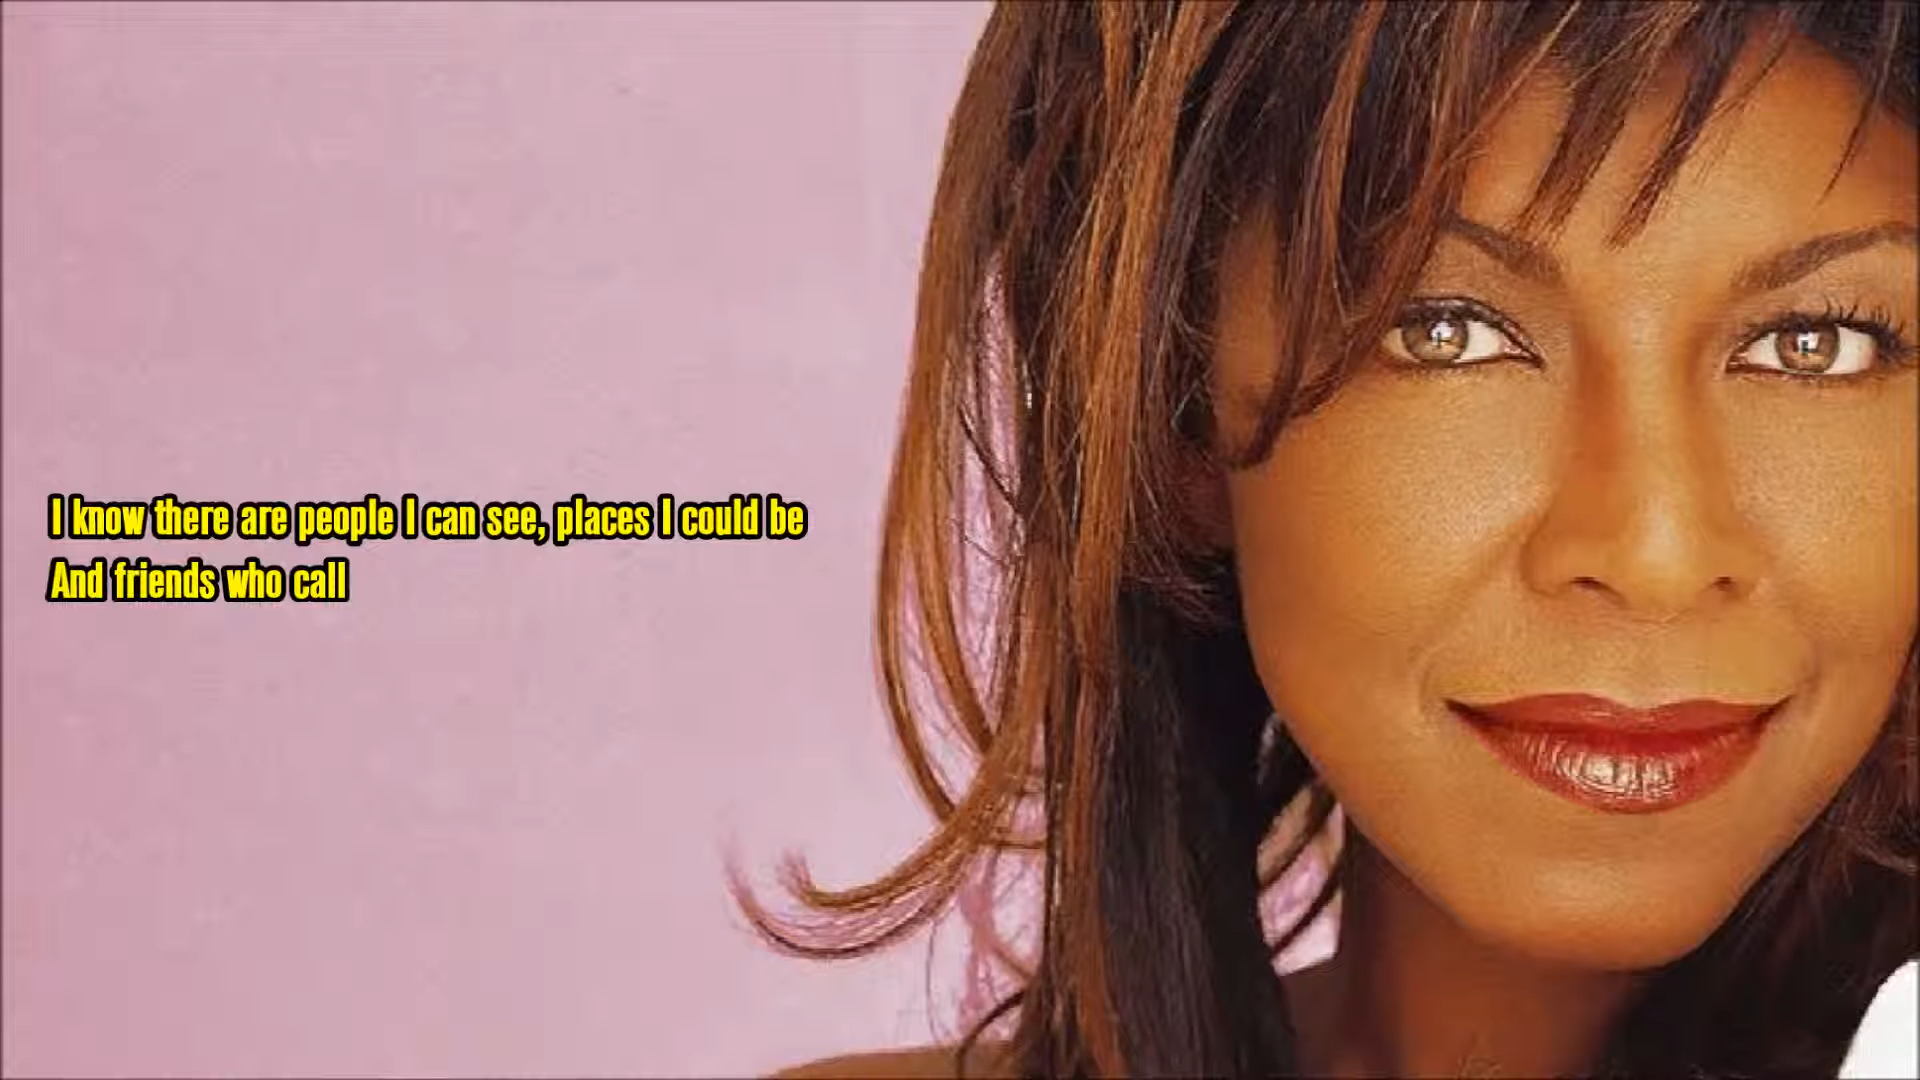 I know there are people I can see, places I could be
And friends who call